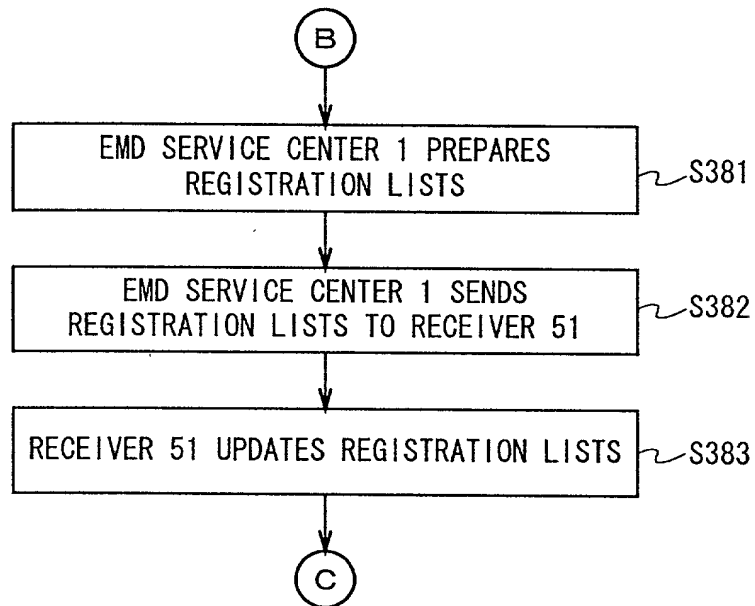 B
EMD SERVICE CENTER 1 PREPARES
REGISTRATION LISTS
S381
EMD SERVICE CENTER 1 SENDS
REGISTRATION LISTS TO RECEIVER 51
S382
RECEIVER 51 UPDATES REGISTRATION LISTS
S383
C